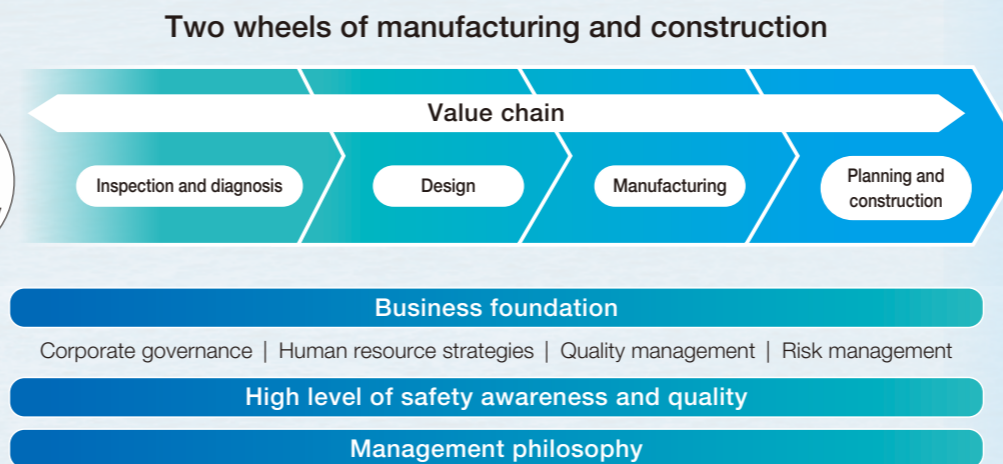 Two wheels of manufacturing and construction
Value chain
Inspection and diagnosis
Design
Manufacturing
Planning and
construction
Business foundation
Corporate governance | Human resource strategies | Quality management | Risk management
High level of safety awareness and quality
Management philosophy